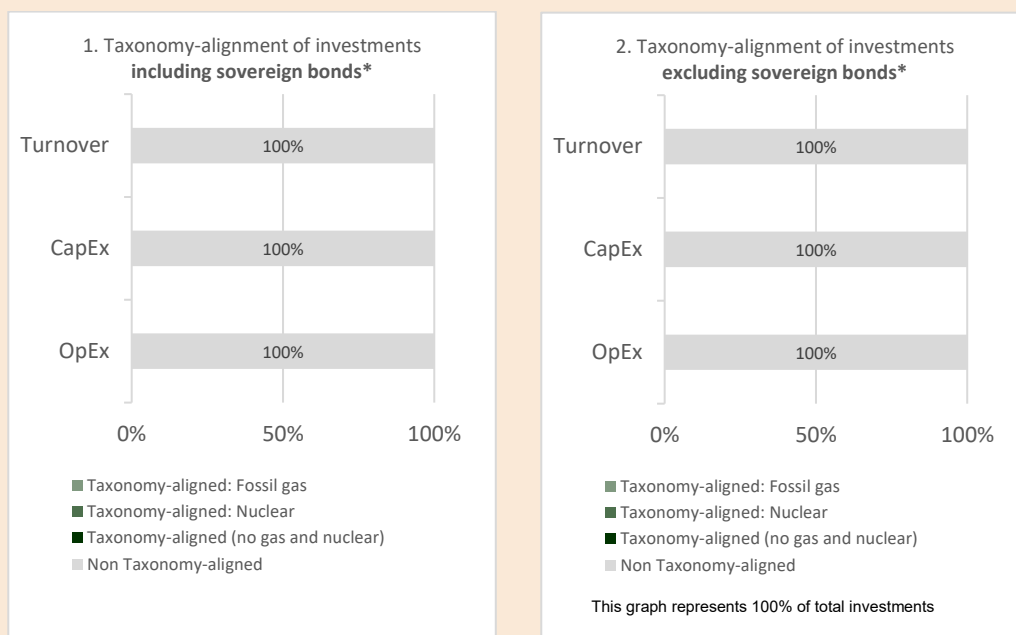 1. Taxonomy-alignment of investments
including sovereign bonds*
Turnover
100%
CapEx
100%
OpEx
100%
0% 50% 100%
Taxonomy-aligned: Fossil gas
Taxonomy-aligned: Nuclear
Taxonomy-aligned (no gas and nuclear)
Non Taxonomy-aligned
2. Taxonomy-alignment of investments
excluding sovereign bonds*
Turnover
100%
CapEx
100%
OpEx
100%
0% 50% 100%
Taxonomy-aligned: Fossil gas
Taxonomy-aligned: Nuclear
Taxonomy-aligned (no gas and nuclear)
Non Taxonomy-aligned
This graph represents 100% of total investments